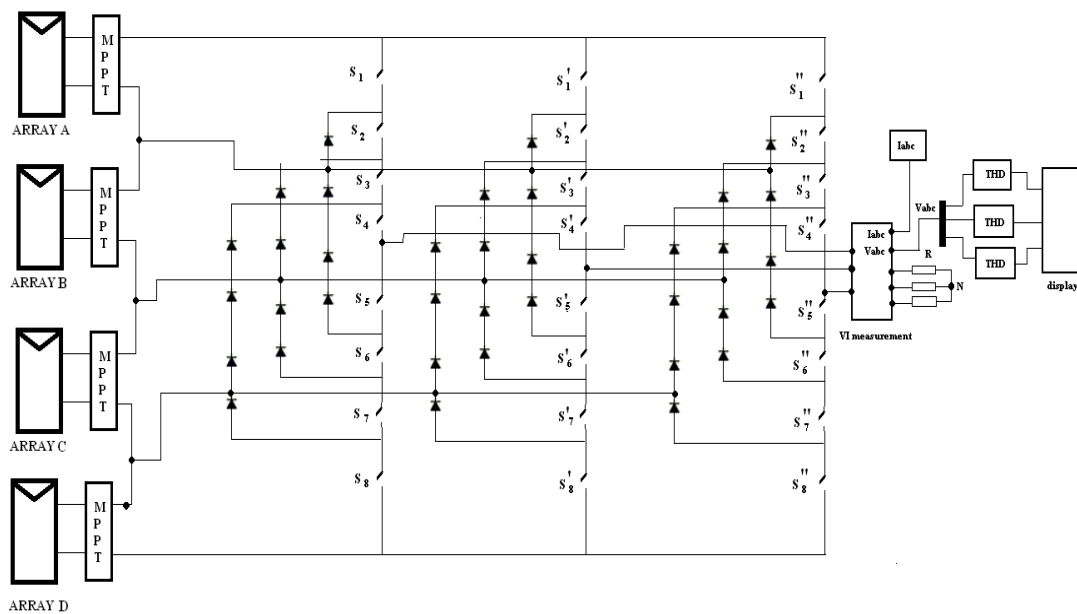 MPPT
ARRAY A
MPPT
ARRAY B
MPPT
ARRAY C
MPPT
ARRAY D
S1
S2
S3
S4
S5
S6
S7
S8
S'1
S'2
S'3
S'4
S'5
S'6
S'7
S'8
S''1
S''2
S''3
S''4
S''5
S''6
S''7
S''8
Iabc
Iabc
Vabc
VI measurement
Vabc
R
N
THD
THD
THD
display